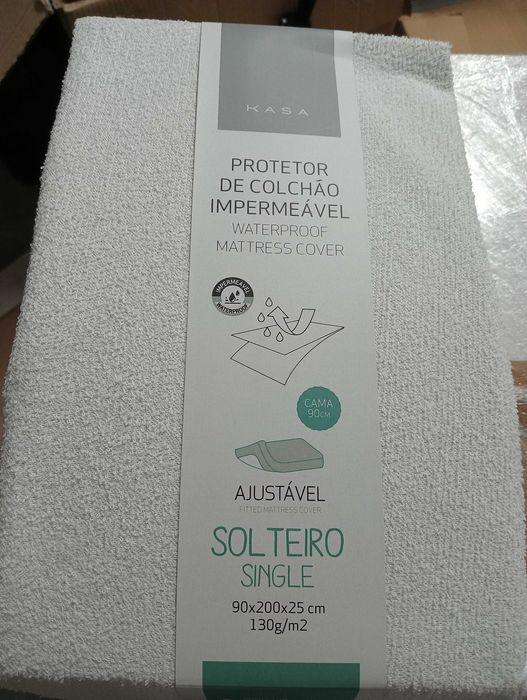 KASA
PROTETOR
DE COLCHÃO
IMPERMEÁVEL
WATERPROOF
MATTRESS COVER
IMPERMEÁVEL
WATERPROOF
CAMA
90CM
AJUSTÁVEL
FITTED MATTRESS COVER
SOLTEIRO
SINGLE
90x200x25 cm
130g/m2